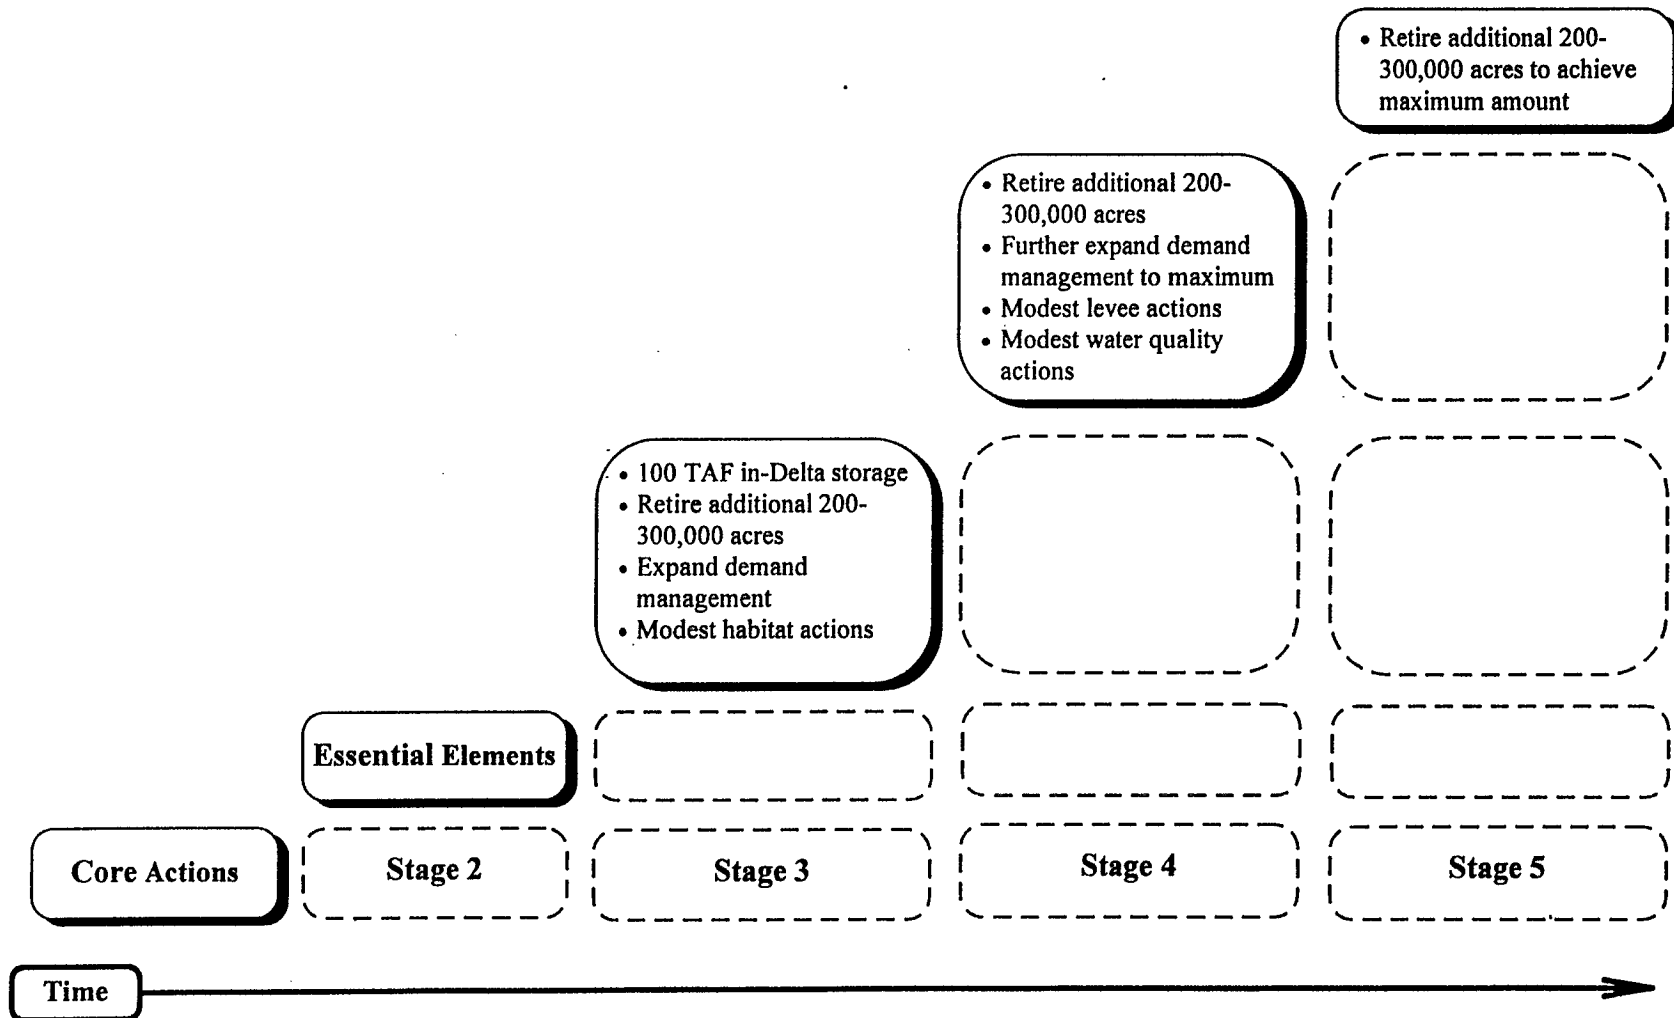 • Retire additional 200-
300,000 acres to achieve
maximum amount
• Retire additional 200-
300,000 acres
• Further expand demand
management to maximum
• Modest levee actions
• Modest water quality
actions
• 100 TAF in-Delta storage
• Retire additional 200-
300,000 acres
• Expand demand
management
• Modest habitat actions
Essential Elements
Core Actions
Stage 2
Stage 3
Stage 4
Stage 5
Time